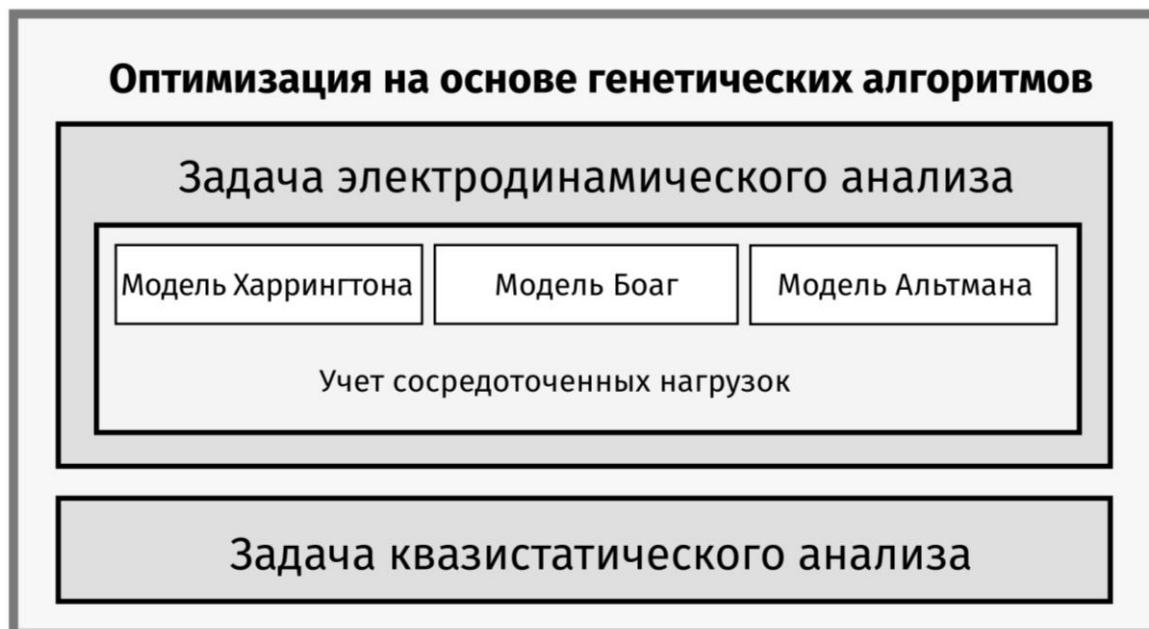 Оптимизация на основе генетических алгоритмов
Задача электродинамического анализа
Модель Харрингтона
Модель Боаг
Модель Альтмана
Учет сосредоточенных нагрузок
Задача квазистатического анализа